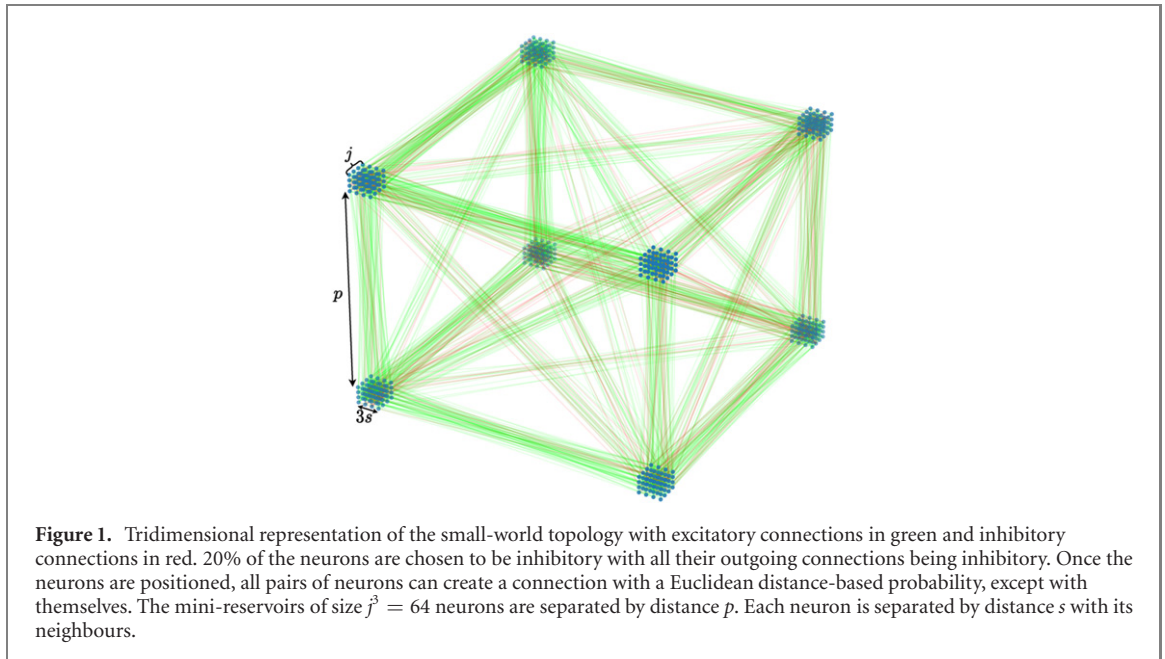 j
p
3s
Figure 1. Tridimensional representation of the small-world topology with excitatory connections in green and inhibitory
connections in red. 20% of the neurons are chosen to be inhibitory with all their outgoing connections being inhibitory. Once the
neurons are positioned, all pairs of neurons can create a connection with a Euclidean distance-based probability, except with
themselves. The mini-reservoirs of size j³ = 64 neurons are separated by distance p. Each neuron is separated by distance s with its
neighbours.